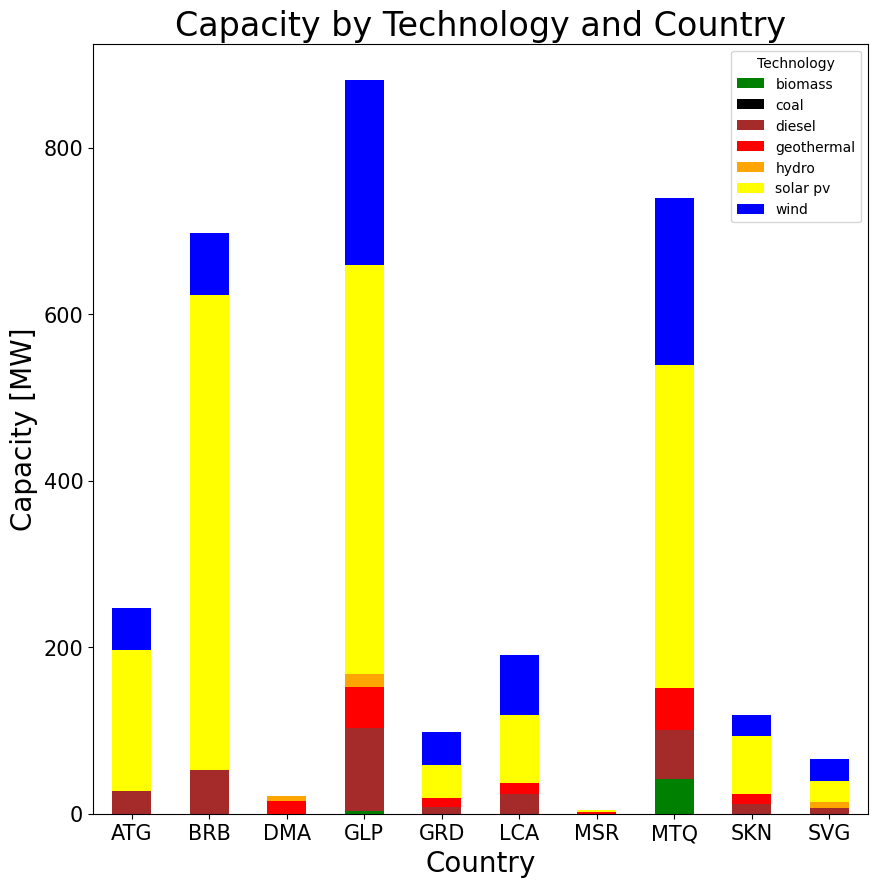 Capacity by Technology and Country
Technology
biomass
coal
diesel
geothermal
hydro
solar pv
wind
Capacity [MW]
800
600
400
200
0
ATG BRB DMA GLP GRD LCA MSR MTQ SKN SVG
Country